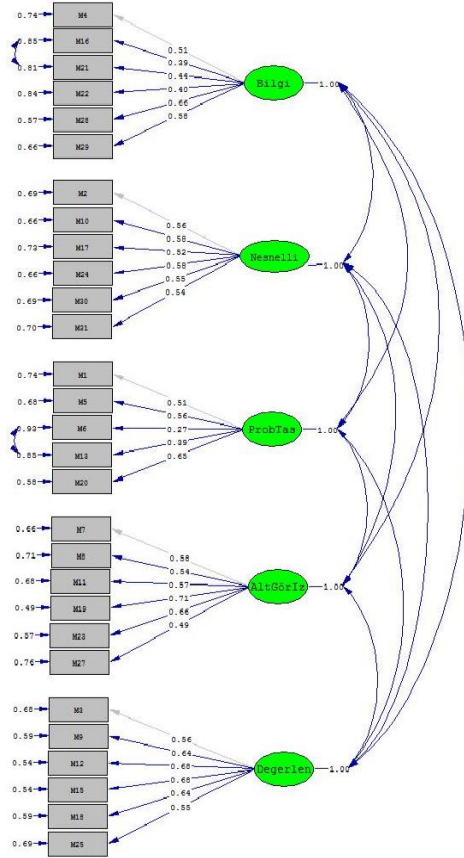 0.74 M4
0.85 M16
0.81 M21
0.84 M22
0.57 M28
0.66 M29
0.51
0.39
0.44
0.40
0.66
0.58
Bilgi 1.00
0.69 M2
0.66 M10
0.73 M17
0.66 M24
0.69 M30
0.70 M31
0.56
0.58
0.52
0.58
0.55
0.54
Nesnelli 1.00
0.74 M1
0.68 M5
0.93 M6
0.85 M13
0.58 M20
0.51
0.56
0.27
0.39
0.65
ProbTas 1.00
0.66 M7
0.71 M8
0.68 M11
0.49 M19
0.57 M23
0.76 M27
0.58
0.54
0.57
0.71
0.66
0.49
AltGörIz 1.00
0.68 M3
0.59 M9
0.54 M12
0.54 M15
0.59 M18
0.69 M25
0.56
0.64
0.68
0.68
0.64
0.55
Degerlen 1.00